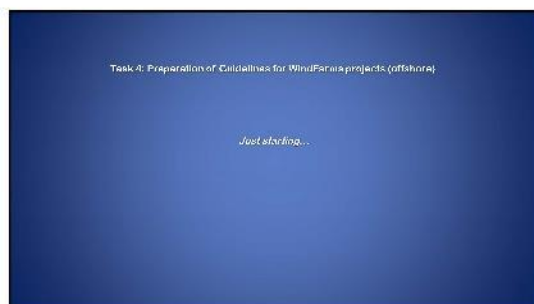 Task 4: Preparation of Guidelines for WindFarms projects (offshore)
Just starting...